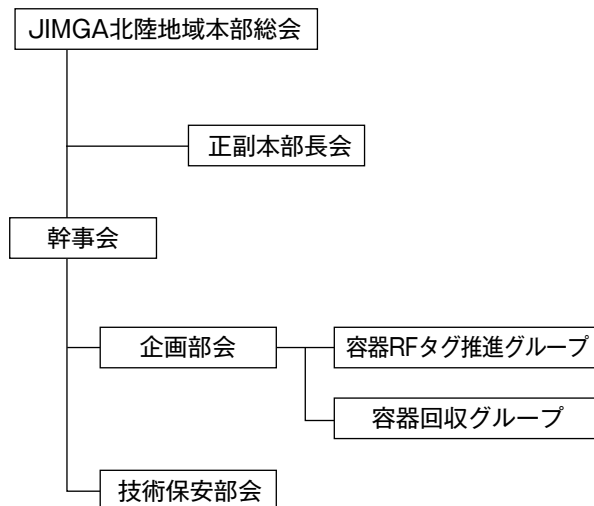 JIMGA北陸地域本部総会
正副本部長会
幹事会
企画部会
容器RFタグ推進グループ
容器回収グループ
技術保安部会